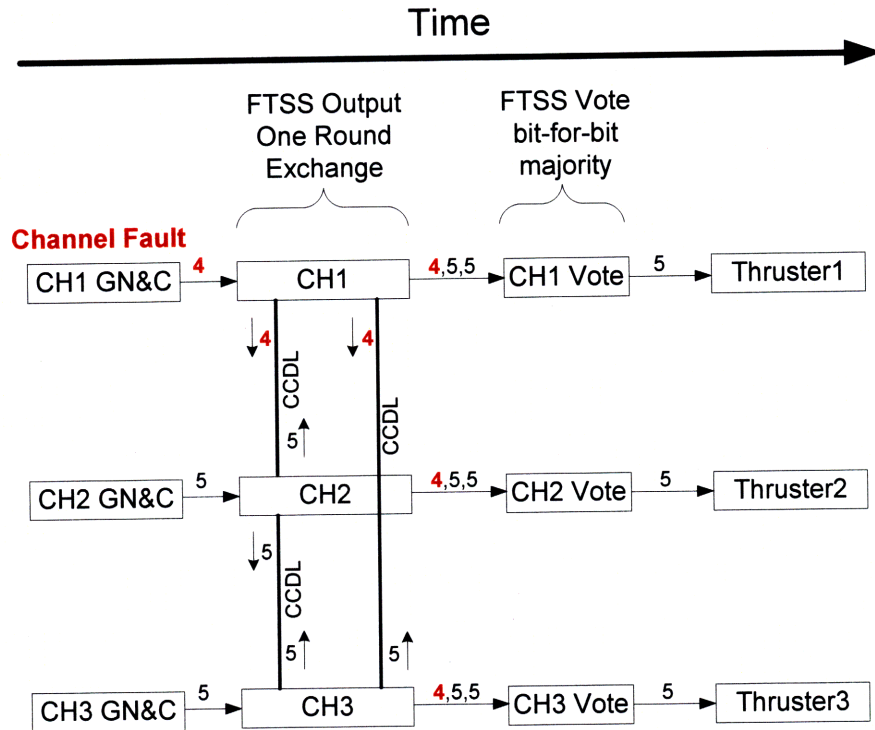 Time
FTSS Output
One Round
Exchange
FTSS Vote
bit-for-bit
majority
Channel Fault
CH1 GN&C
4
CH1
4,5,5
CH1 Vote
5
Thruster1
4
4
CCDL
CCDL
5
CH2 GN&C
5
CH2
4,5,5
CH2 Vote
5
Thruster2
5
CCDL
5
5
CH3 GN&C
5
CH3
4,5,5
CH3 Vote
5
Thruster3